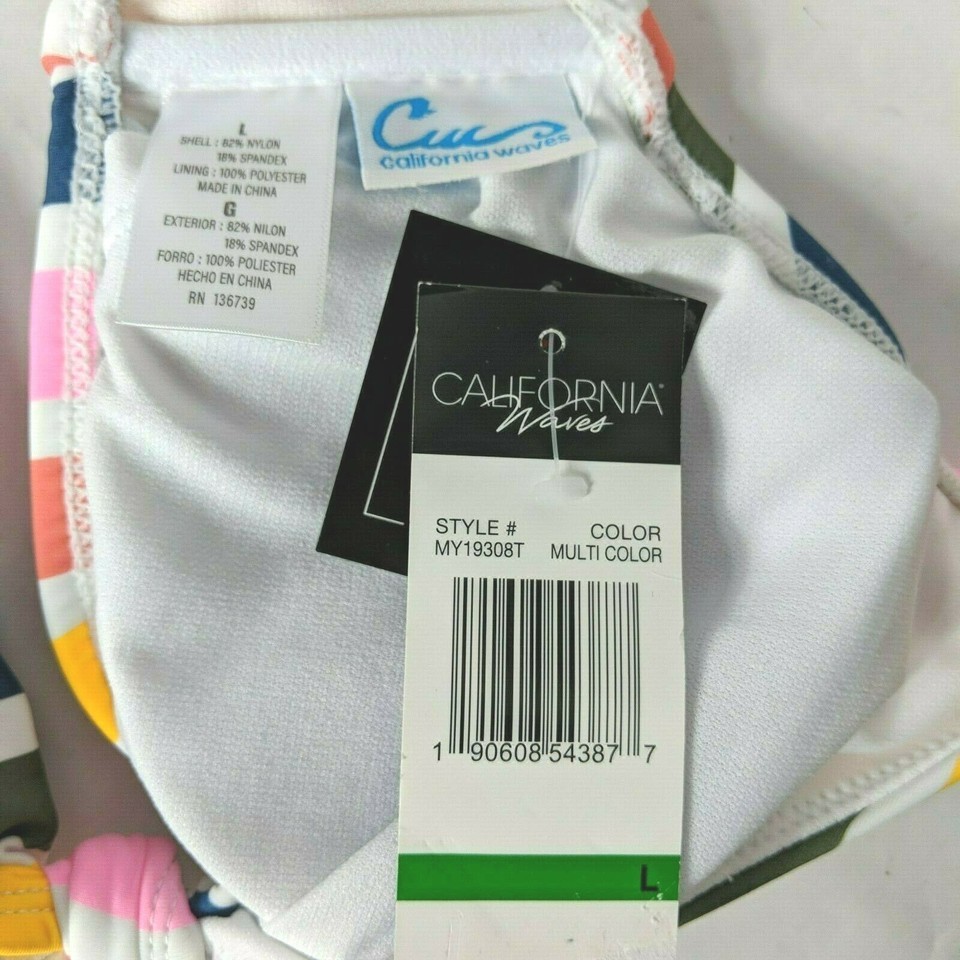 L
SHELL : 82% NYLON
18% SPANDEX
LINING : 100% POLYESTER
MADE IN CHINA
G
EXTERIOR : 82% NILON
18% SPANDEX
FORRO : 100% POLIESTER
HECHO EN CHINA
RN 136739
california waves
CALIFORNIA
Waves
STYLE # COLOR
MY19308T MULTI COLOR
1 90608 54387 7
L